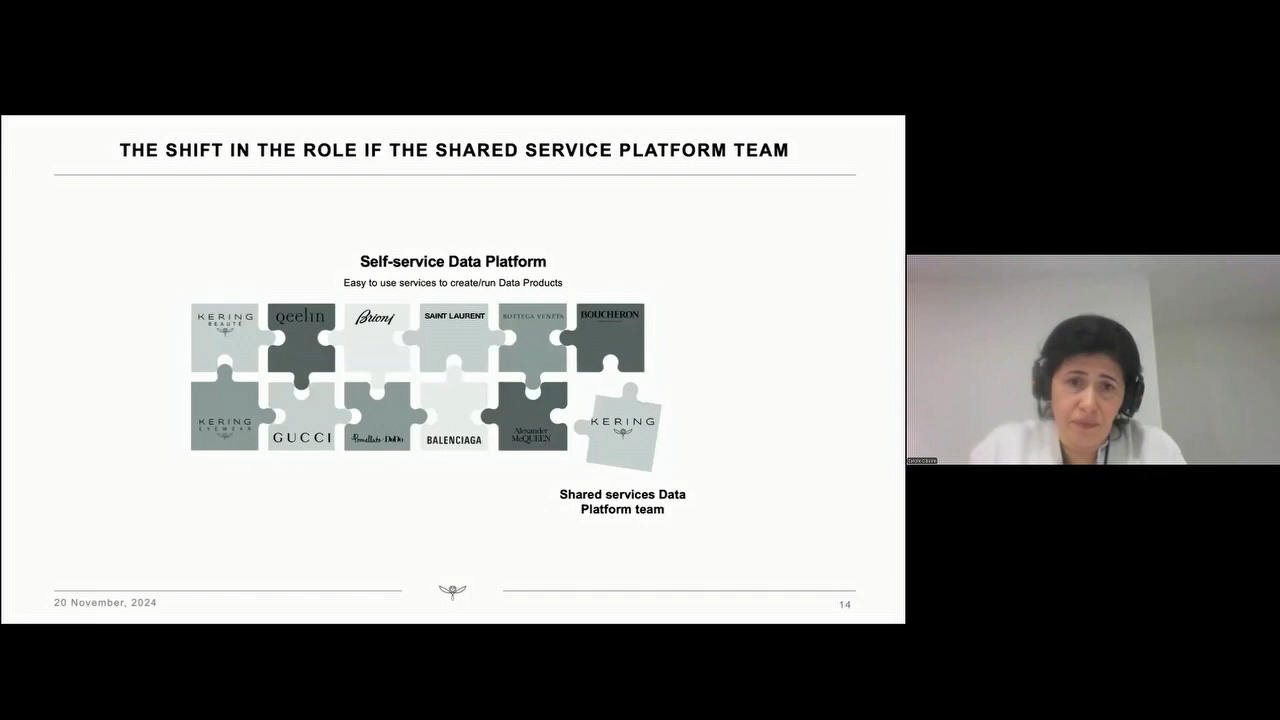 THE SHIFT IN THE ROLE IF THE SHARED SERVICE PLATFORM TEAM
Self-service Data Platform
Easy to use services to create/run Data Products
KERING
BEAUTÉ
qeelin
Brioni
SAINT LAURENT
BOTTEGA VENETA
BOUCHERON
KERING
EYEWEAR
GUCCI
Pomellato DoDo
BALENCIAGA
Alexander
McQUEEN
KERING
Shared services Data
Platform team
20 November, 2024
14